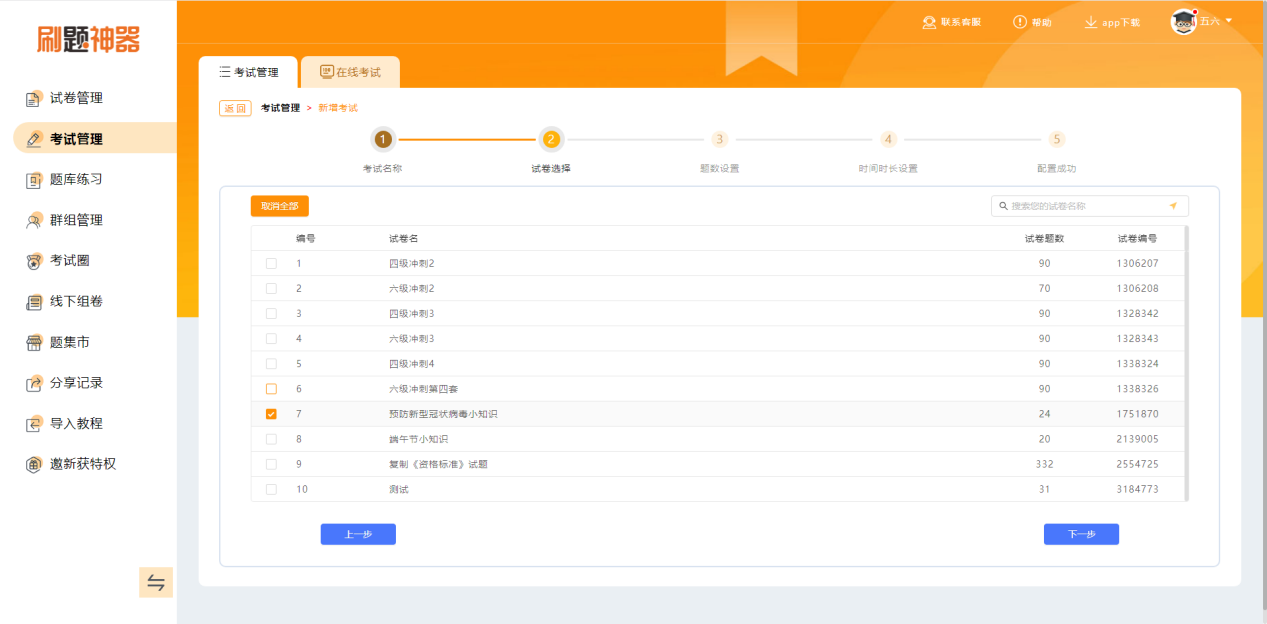 刷题神器
联系客服 帮助 app下载 五六
试卷管理
考试管理
题库练习
群组管理
考试圈
线下组卷
题集市
分享记录
导入教程
邀新获特权
考试管理 在线考试
返回 考试管理 > 新增考试
1 2 3 4 5
考试名称 试卷选择 题数设置 时间时长设置 配置成功
取消全部 搜索您的试卷名称
编号 试卷名 试卷题数 试卷编号
1 四级冲刺2 90 1306207
2 六级冲刺2 70 1306208
3 四级冲刺3 90 1328342
4 六级冲刺3 90 1328343
5 四级冲刺4 90 1338324
6 六级冲刺第四套 90 1338326
7 预防新型冠状病毒小知识 24 1751870
8 端午节小知识 20 2139005
9 复制《资格标准》试题 332 2554725
10 测试 31 3184773
上一步 下一步